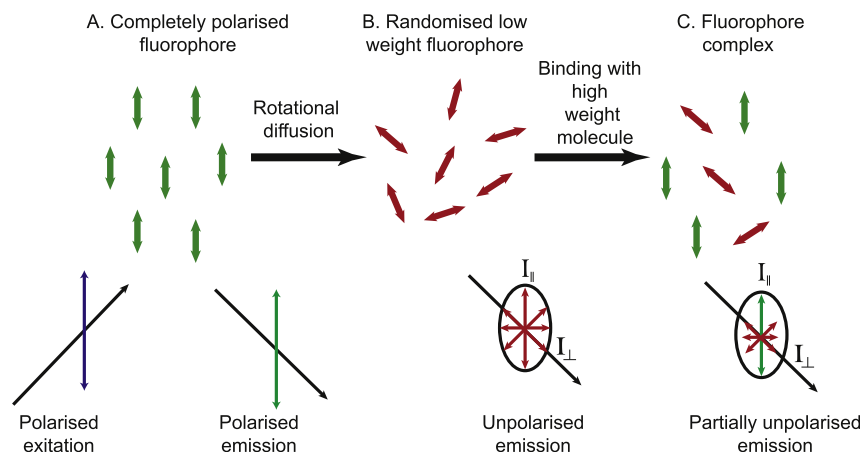 A. Completely polarised
fluorophore
B. Randomised low
weight fluorophore
C. Fluorophore
complex
Rotational
diffusion
Binding with
high
weight
molecule
I∥
I⊥
I∥
I⊥
Polarised
exitation
Polarised
emission
Unpolarised
emission
Partially unpolarised
emission